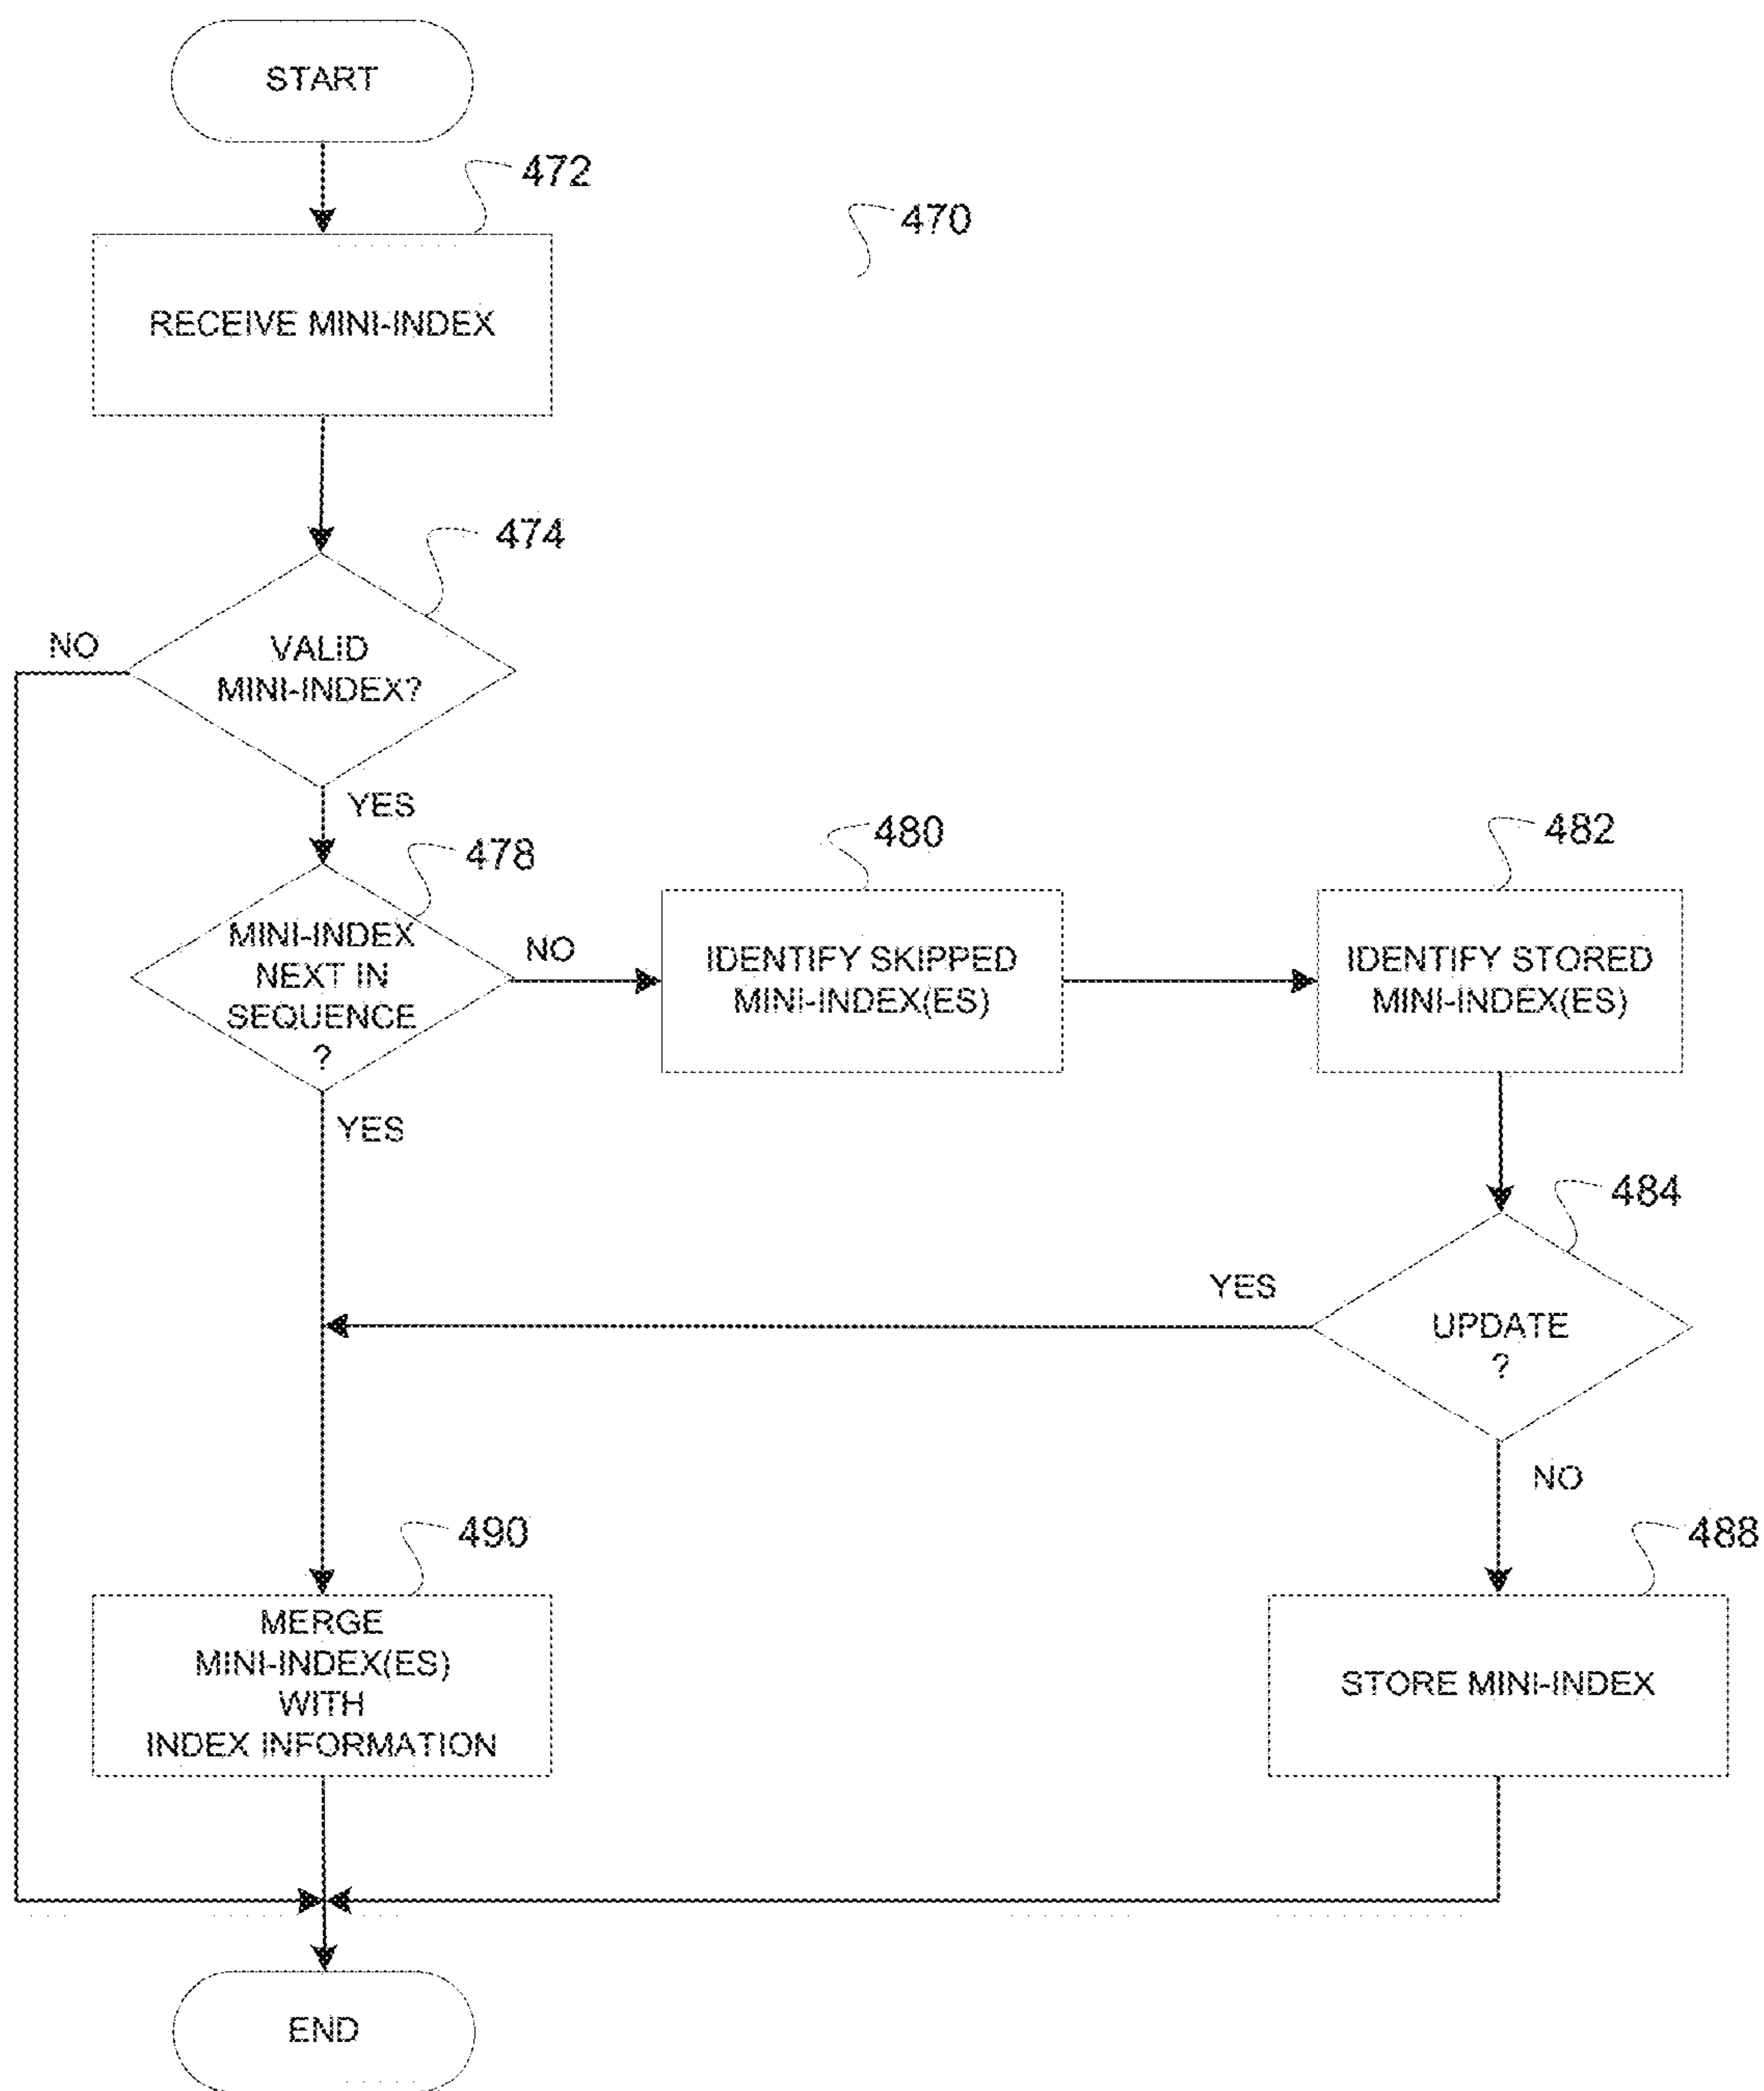 START
472
470
RECEIVE MINI-INDEX
474
NO
VALID
MINI-INDEX?
YES
478
480
482
MINI-INDEX
NEXT IN
SEQUENCE
?
NO
IDENTIFY SKIPPED
MINI-INDEX(ES)
IDENTIFY STORED
MINI-INDEX(ES)
YES
484
YES
UPDATE
?
NO
490
488
MERGE
MINI-INDEX(ES)
WITH
INDEX INFORMATION
STORE MINI-INDEX
END